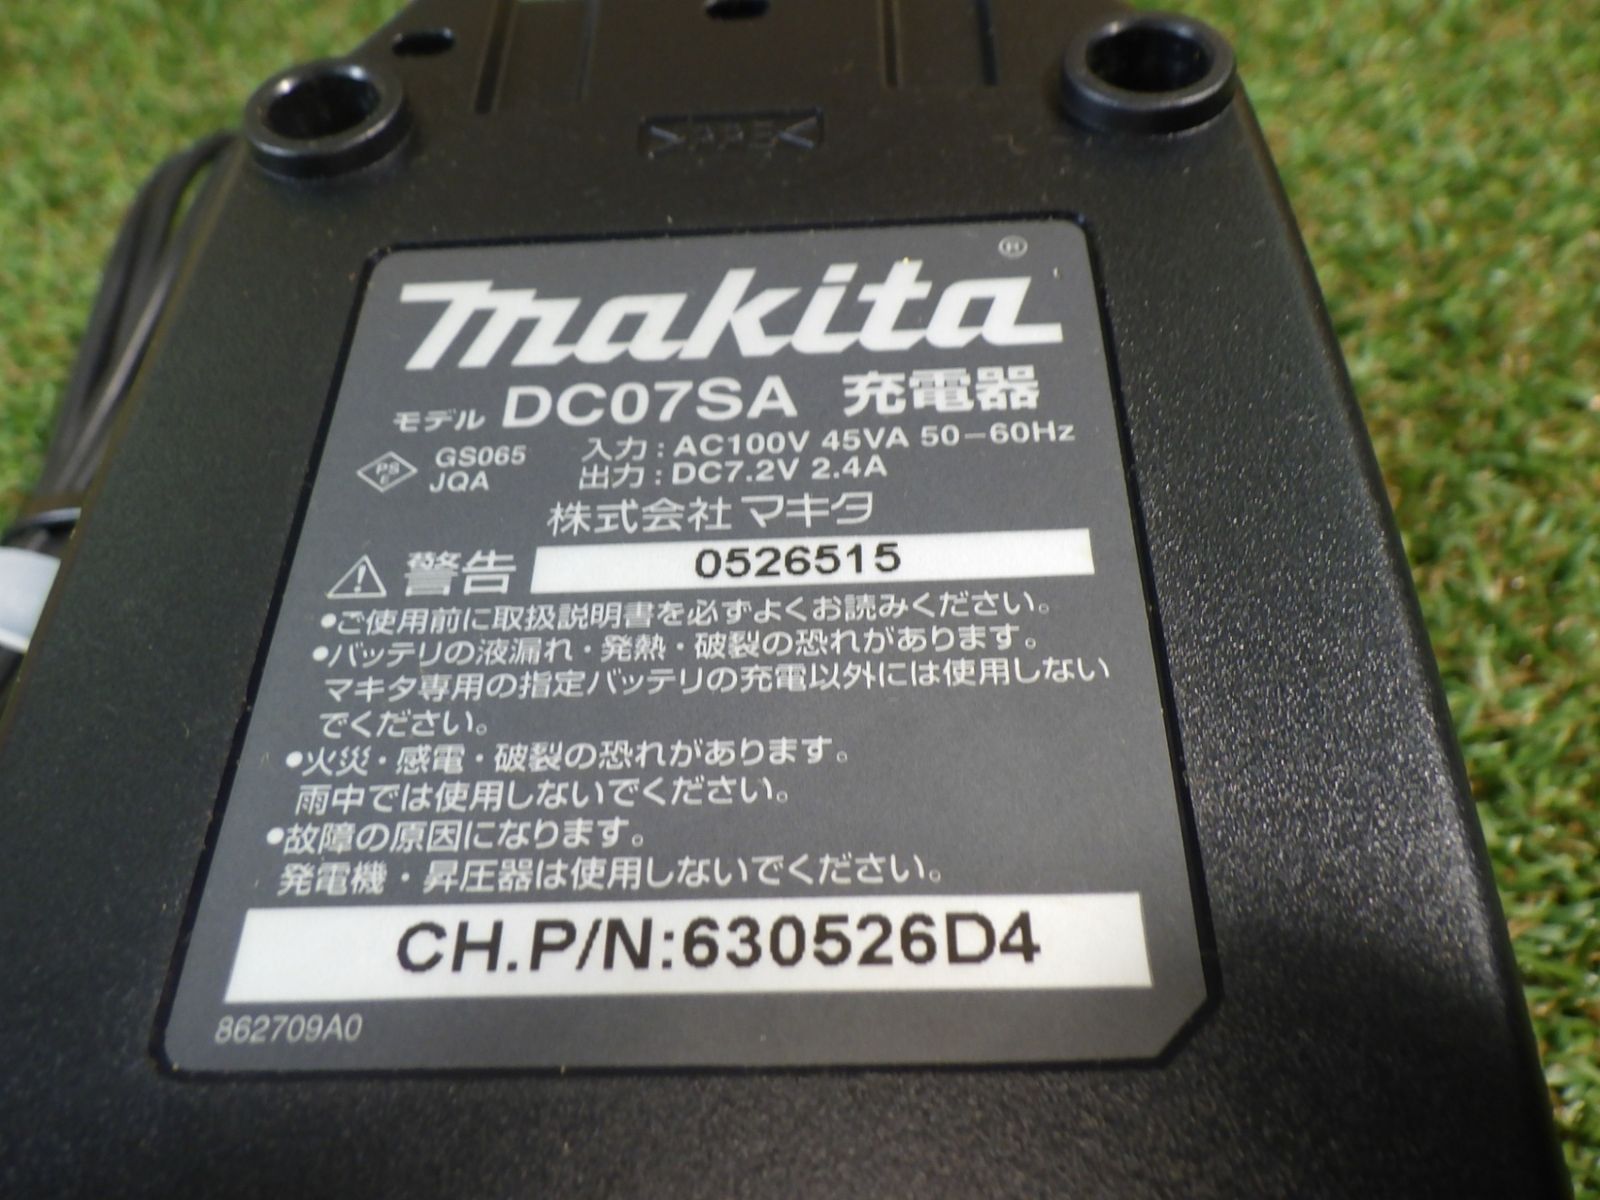 makita®
モデル DC07SA 充電器
PS E GS065 JQA
入力 : AC100V 45VA 50−60Hz
出力 : DC7.2V 2.4A
株式会社マキタ
警告 0526515
●ご使用前に取扱説明書を必ずよくお読みください。
●バッテリの液漏れ・発熱・破裂の恐れがあります。
マキタ専用の指定バッテリの充電以外には使用しない
でください。
●火災・感電・破裂の恐れがあります。
雨中では使用しないでください。
●故障の原因になります。
発電機・昇圧器は使用しないでください。
CH.P/N:630526D4
862709A0